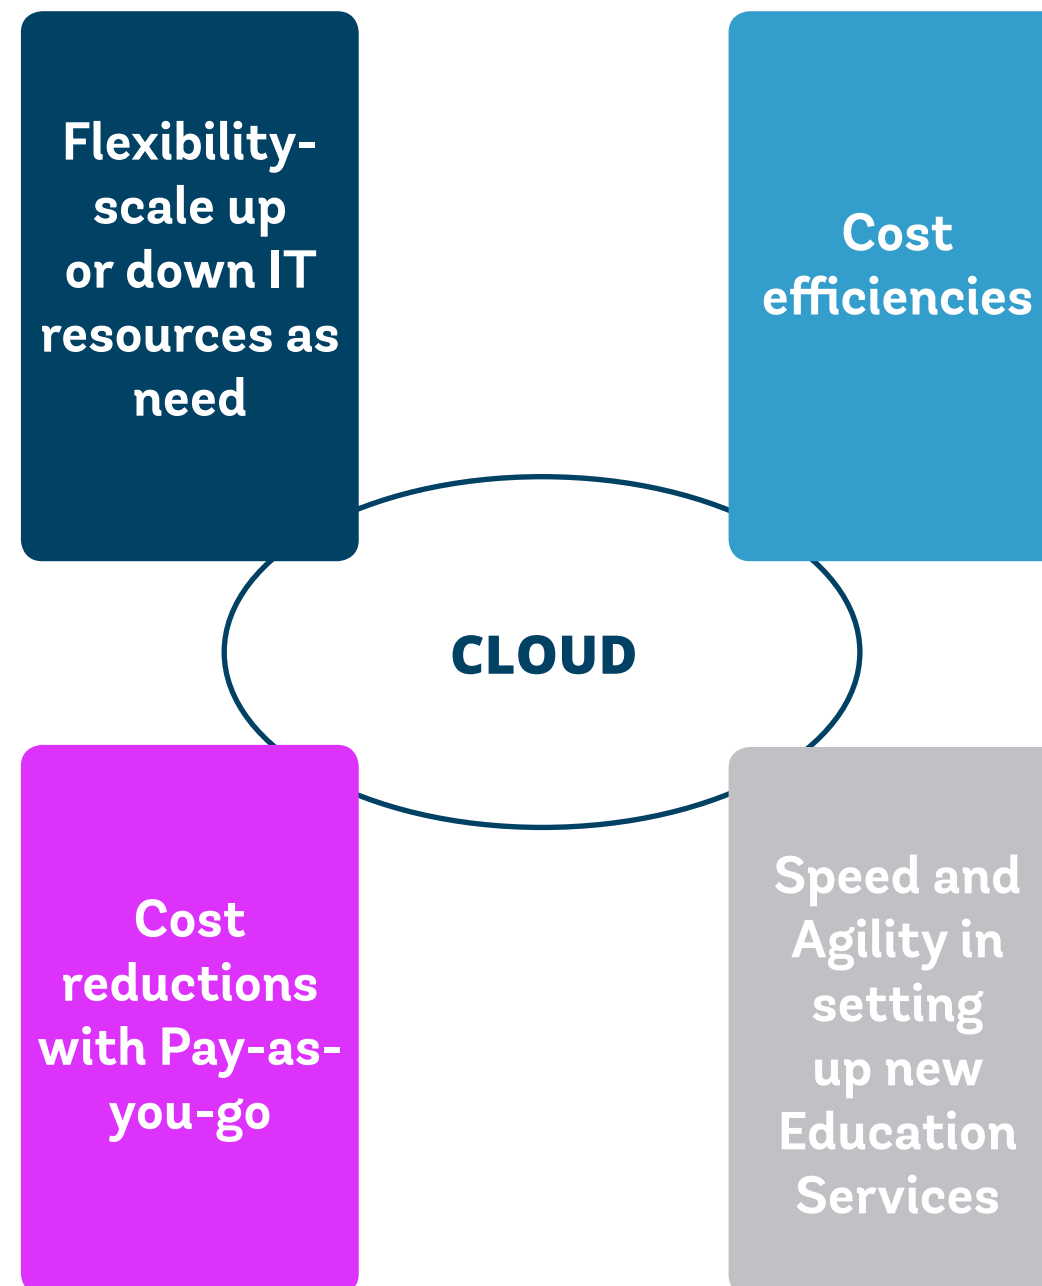 Flexibility-
scale up
or down IT
resources as
need
Cost
efficiencies
CLOUD
Cost
reductions
with Pay-as-
you-go
Speed and
Agility in
setting
up new
Education
Services